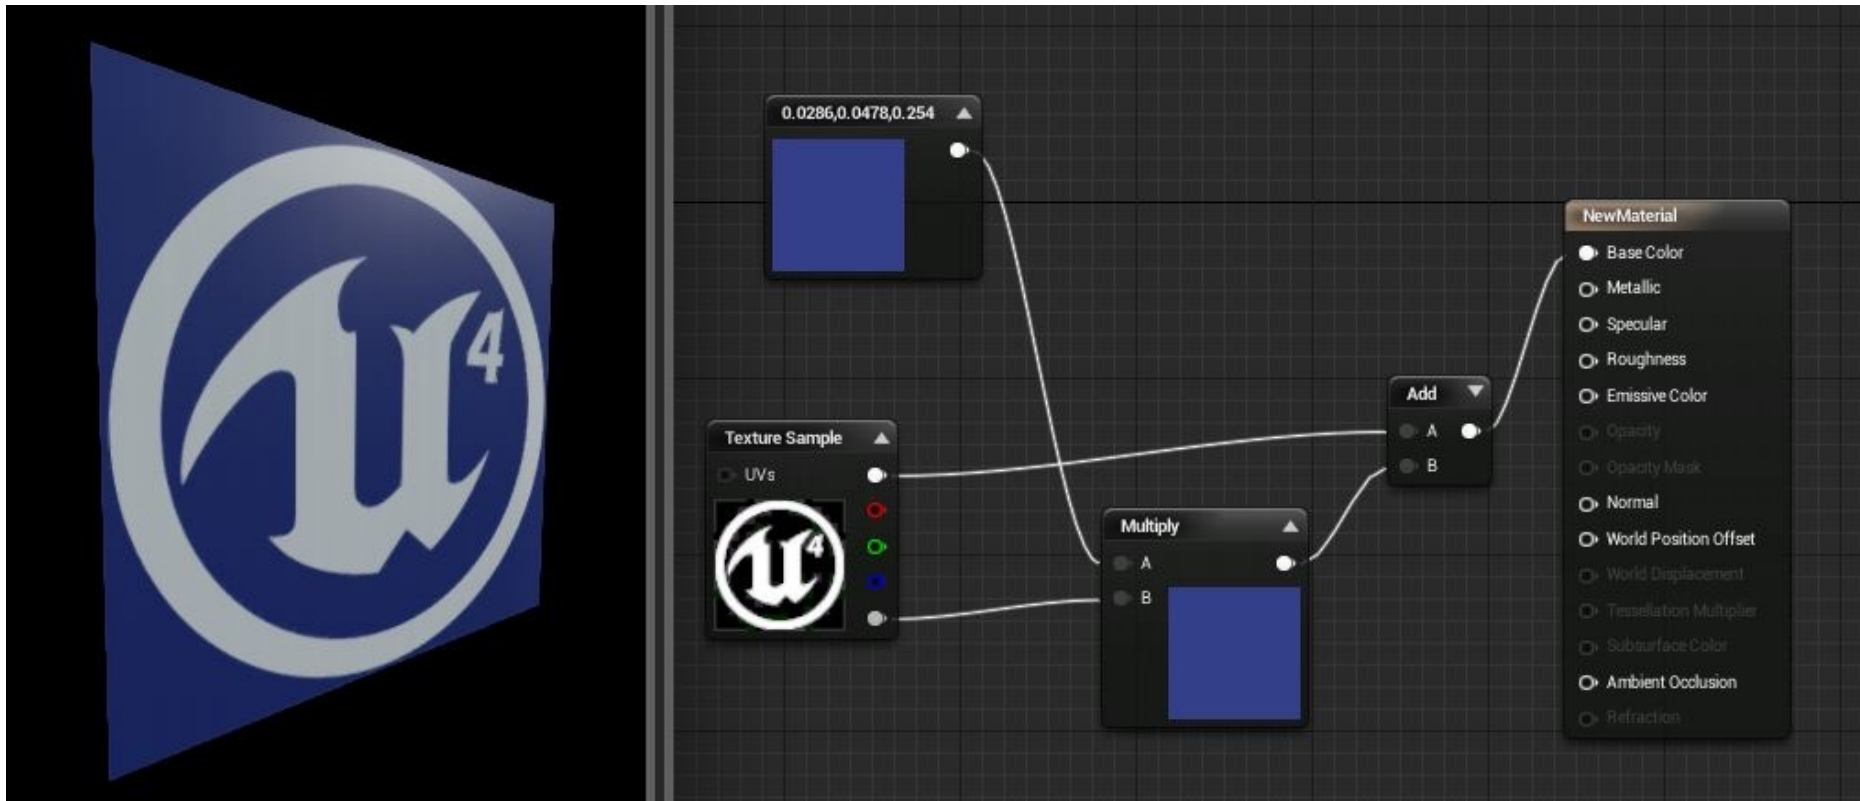 4
0.0286,0.0478,0.254
Texture Sample
UVs
4
Multiply
A
B
Add
A
B
NewMaterial
Base Color
Metallic
Specular
Roughness
Emissive Color
Opacity
Opacity Mask
Normal
World Position Offset
World Displacement
Tessellation Multiplier
Subsurface Color
Ambient Occlusion
Refraction